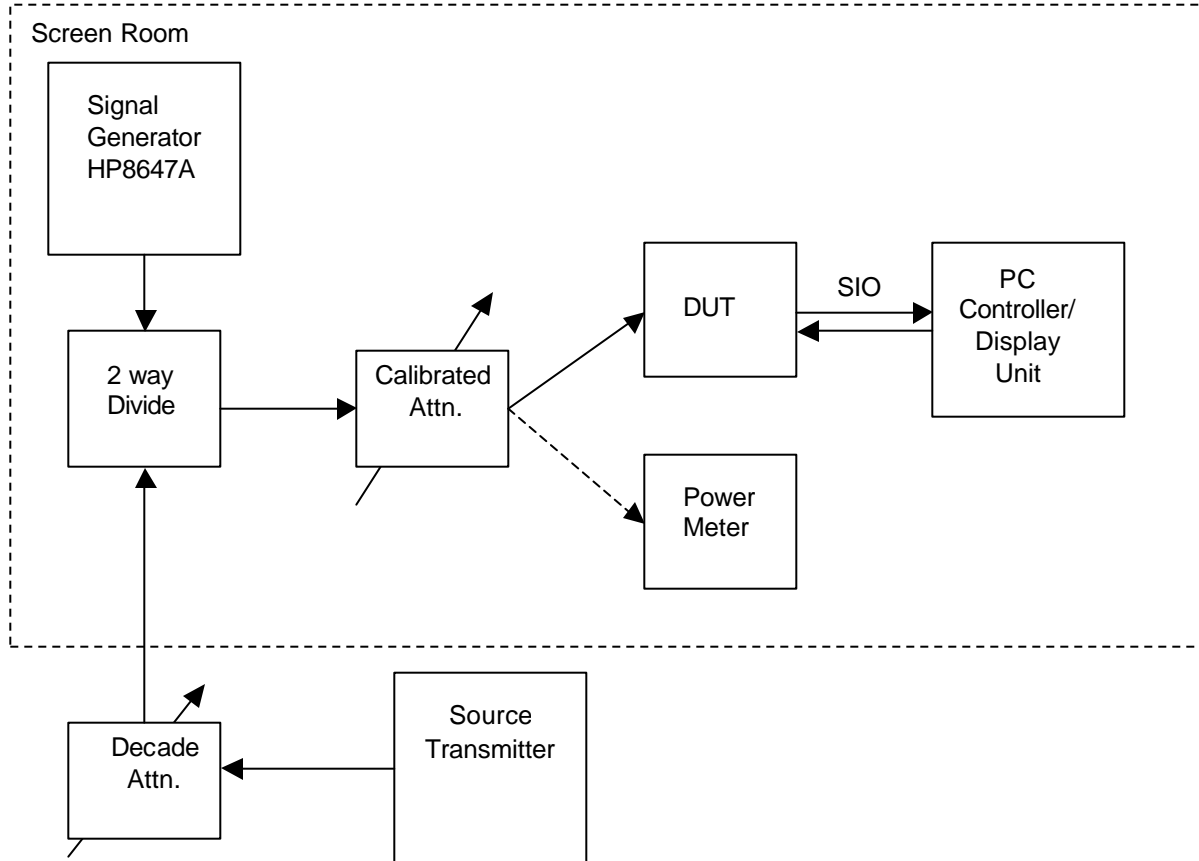 Screen Room
Signal
Generator
HP8647A
2 way
Divide
Calibrated
Attn.
DUT
SIO
PC
Controller/
Display
Unit
Power
Meter
Decade
Attn.
Source
Transmitter